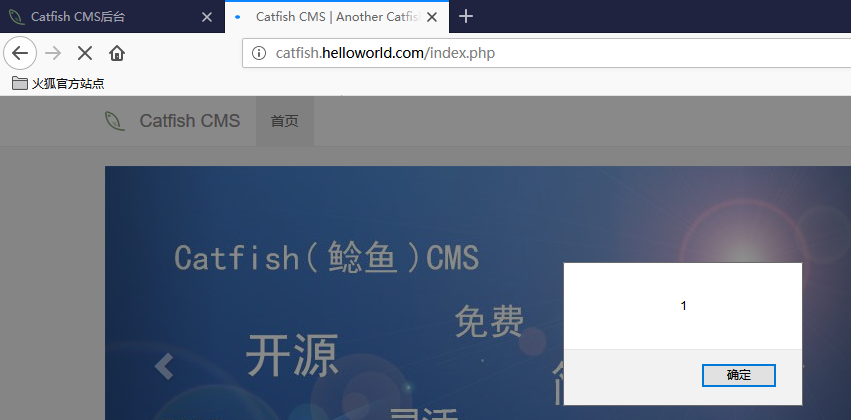 Catfish CMS后台
Catfish CMS | Another Catfis
catfish.helloworld.com/index.php
火狐官方站点
Catfish CMS
首页
Catfish(鲶鱼)CMS
免费
开源
1
确定